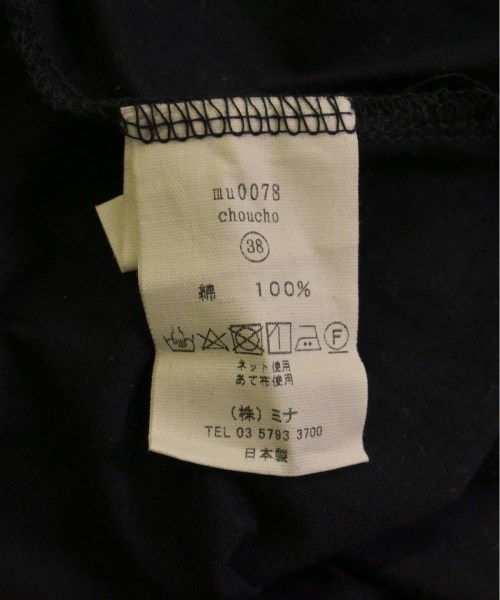 mu0078
choucho
38
綿 100%
F
ネット使用
あて布使用
(株)ミナ
TEL 03 5793 3700
日本製